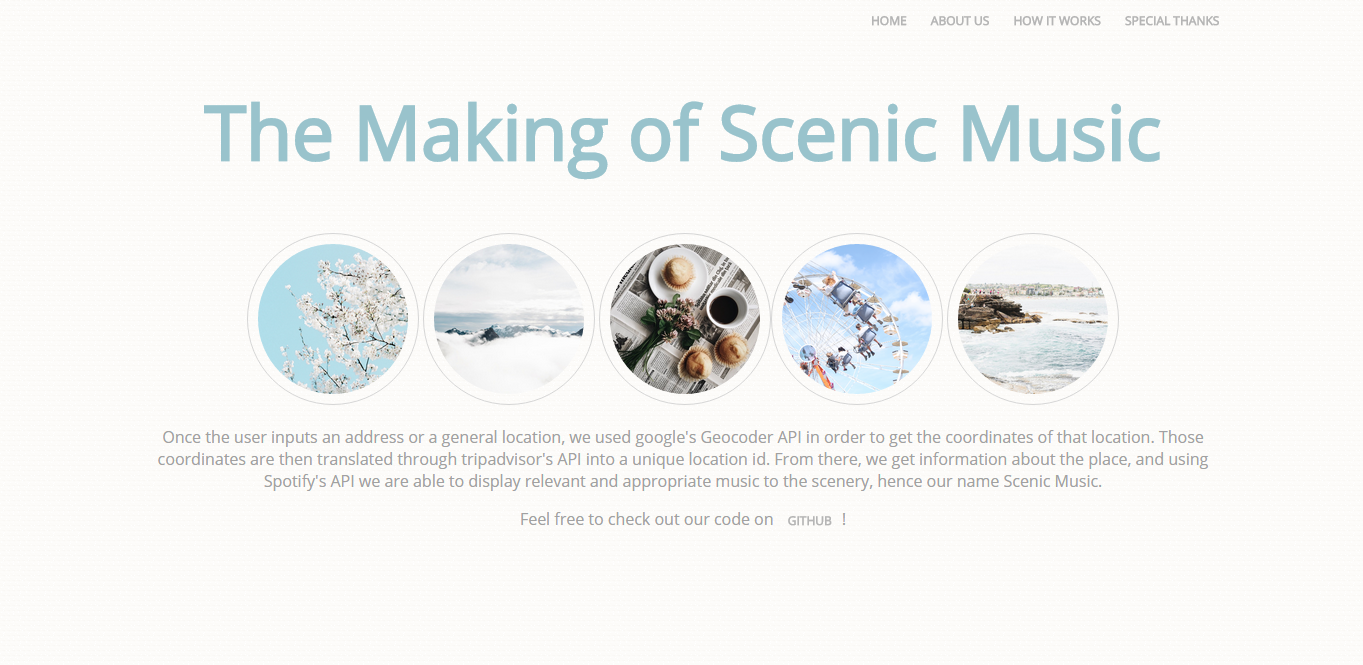 HOME ABOUT US HOW IT WORKS SPECIAL THANKS
The Making of Scenic Music
Once the user inputs an address or a general location, we used google's Geocoder API in order to get the coordinates of that location. Those
coordinates are then translated through tripadvisor's API into a unique location id. From there, we get information about the place, and using
Spotify's API we are able to display relevant and appropriate music to the scenery, hence our name Scenic Music.
Feel free to check out our code on GITHUB !